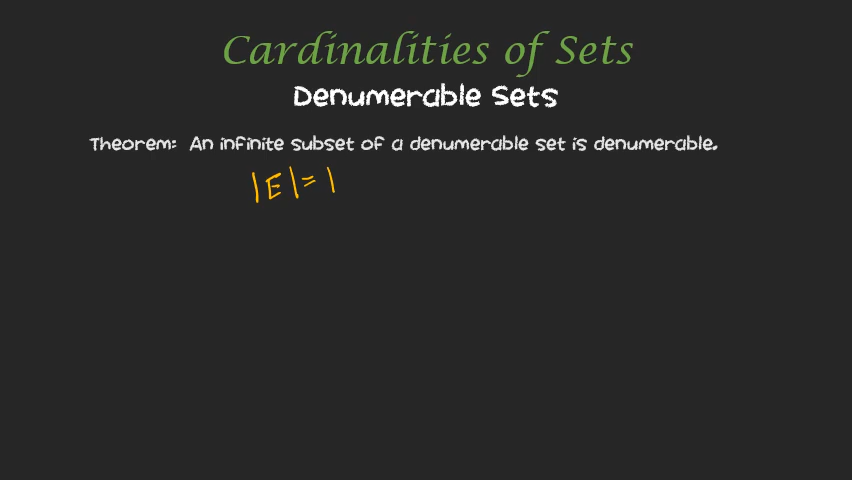 Cardinalities of Sets
Denumerable Sets
Theorem: An infinite subset of a denumerable set is denumerable.
|E|=|